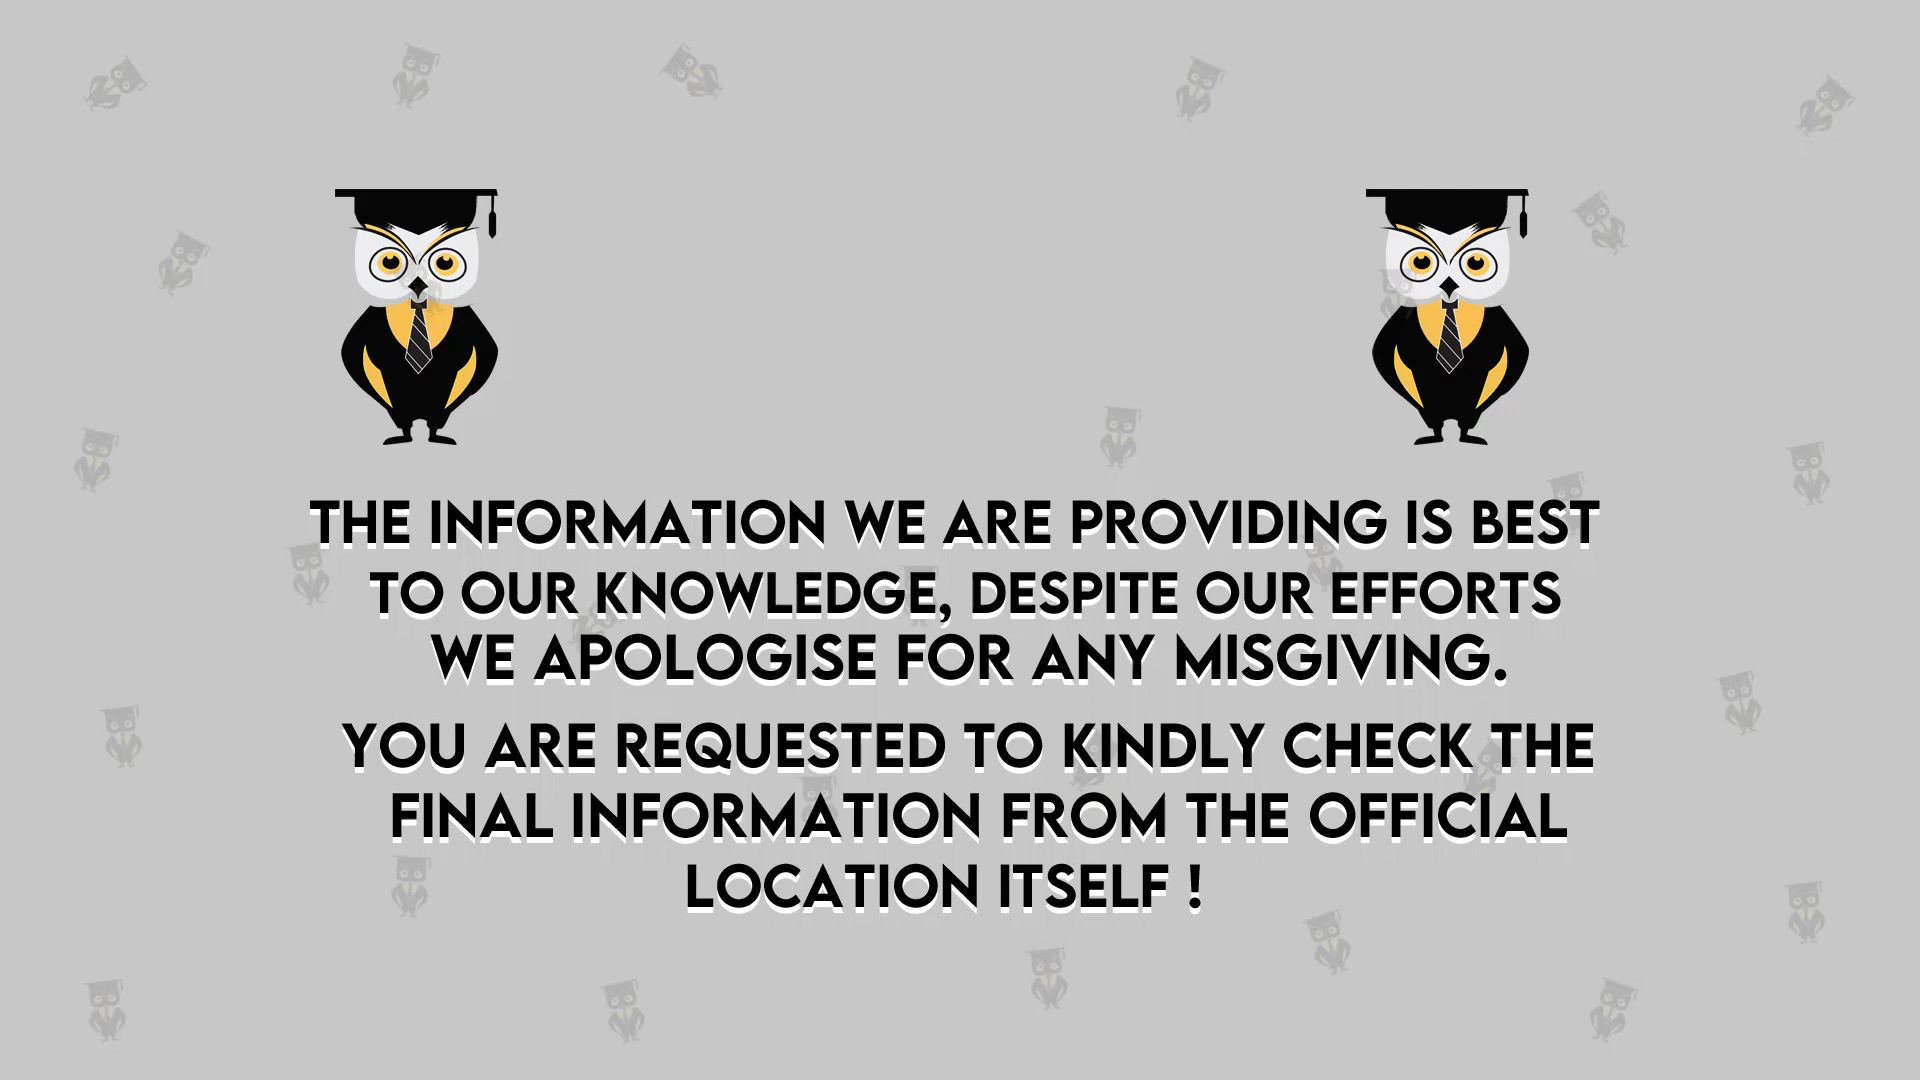 THE INFORMATION WE ARE PROVIDING IS BEST
TO OUR KNOWLEDGE, DESPITE OUR EFFORTS
WE APOLOGISE FOR ANY MISGIVING.
YOU ARE REQUESTED TO KINDLY CHECK THE
FINAL INFORMATION FROM THE OFFICIAL
LOCATION ITSELF !